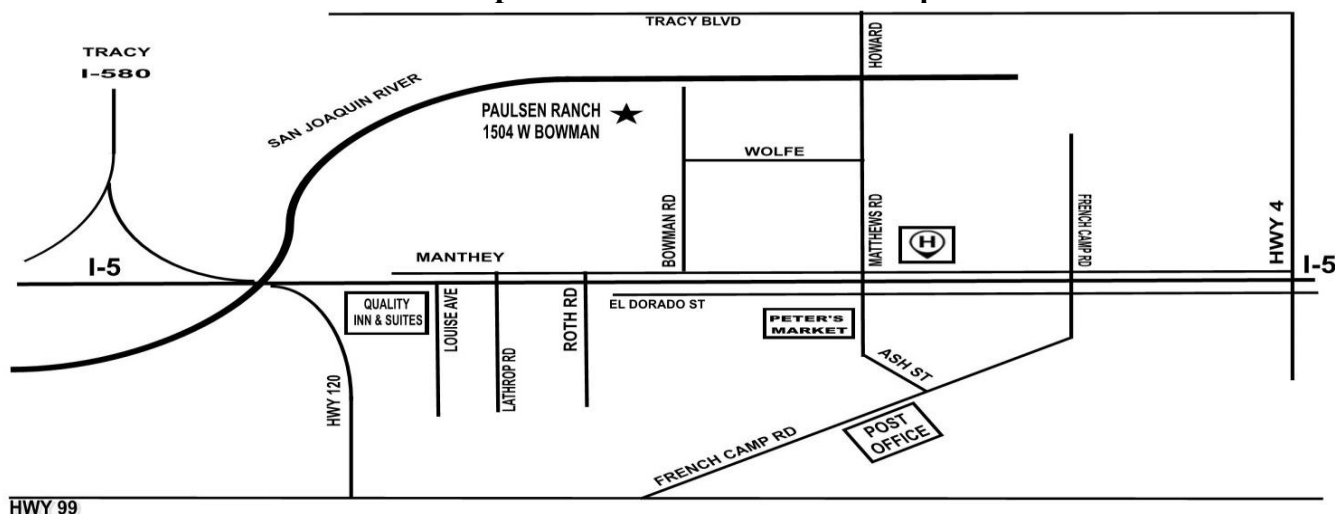 TRACY BLVD
TRACY
I-580
SAN JOAQUIN RIVER
HOWARD
PAULSEN RANCH
1504 W BOWMAN
WOLFE
BOWMAN RD
MATTHEWS RD
H
FRENCH CAMP RD
HWY 4
MANTHEY
I-5
I-5
QUALITY
INN & SUITES
LOUISE AVE
LATHROP RD
ROTH RD
EL DORADO ST
PETER'S
MARKET
ASH ST
HWY 120
FRENCH CAMP RD
POST
OFFICE
HWY 99